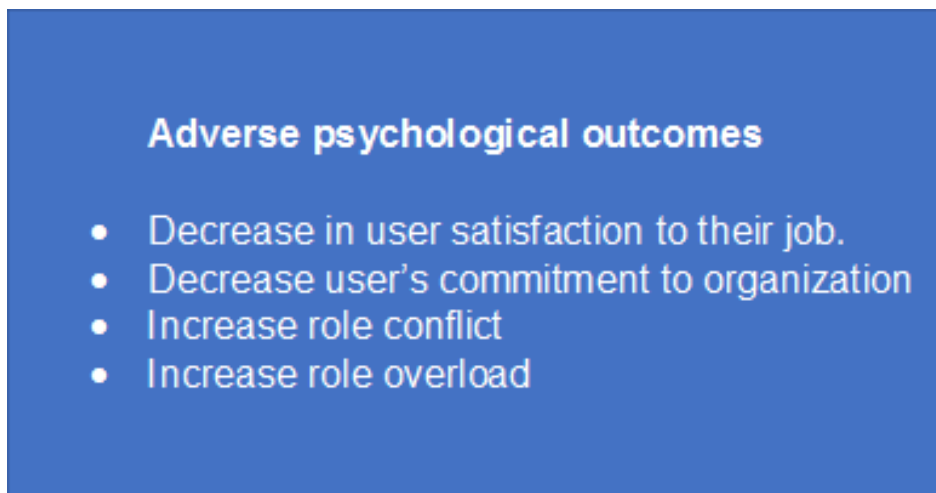 Adverse psychological outcomes
• Decrease in user satisfaction to their job.
• Decrease user’s commitment to organization
• Increase role conflict
• Increase role overload